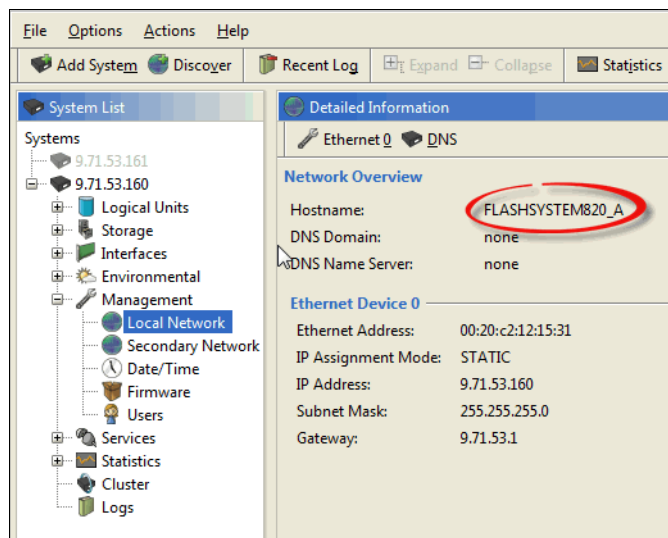 File Options Actions Help
Add System Discover Recent Log Expand Collapse Statistics
System List
Systems
9.71.53.161
9.71.53.160
Logical Units
Storage
Interfaces
Environmental
Management
Local Network
Secondary Network
Date/Time
Firmware
Users
Services
Statistics
Cluster
Logs
Detailed Information
Ethernet 0 DNS
Network Overview
Hostname: FLASHSYSTEM820_A
DNS Domain: none
DNS Name Server: none
Ethernet Device 0
Ethernet Address: 00:20:c2:12:15:31
IP Assignment Mode: STATIC
IP Address: 9.71.53.160
Subnet Mask: 255.255.255.0
Gateway: 9.71.53.1